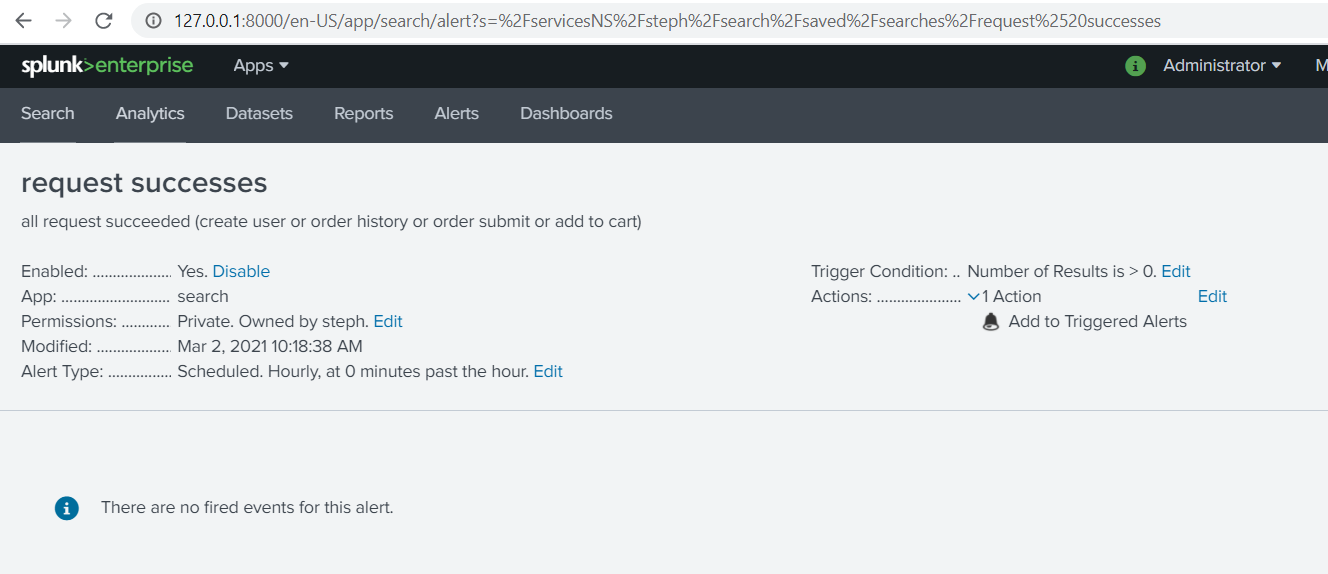 127.0.0.1:8000/en-US/app/search/alert?s=%2FservicesNS%2Fsteph%2Fsearch%2Fsaved%2Fsearches%2Frequest%2520successes
splunk>enterprise Apps Administrator M
Search Analytics Datasets Reports Alerts Dashboards
request successes
all request succeeded (create user or order history or order submit or add to cart)
Enabled: ................... Yes. Disable
App: .......................... search
Permissions: ............ Private. Owned by steph. Edit
Modified: .................. Mar 2, 2021 10:18:38 AM
Alert Type: ................ Scheduled. Hourly, at 0 minutes past the hour. Edit
Trigger Condition: .. Number of Results is > 0. Edit
Actions: .................... 1 Action Edit
Add to Triggered Alerts
There are no fired events for this alert.